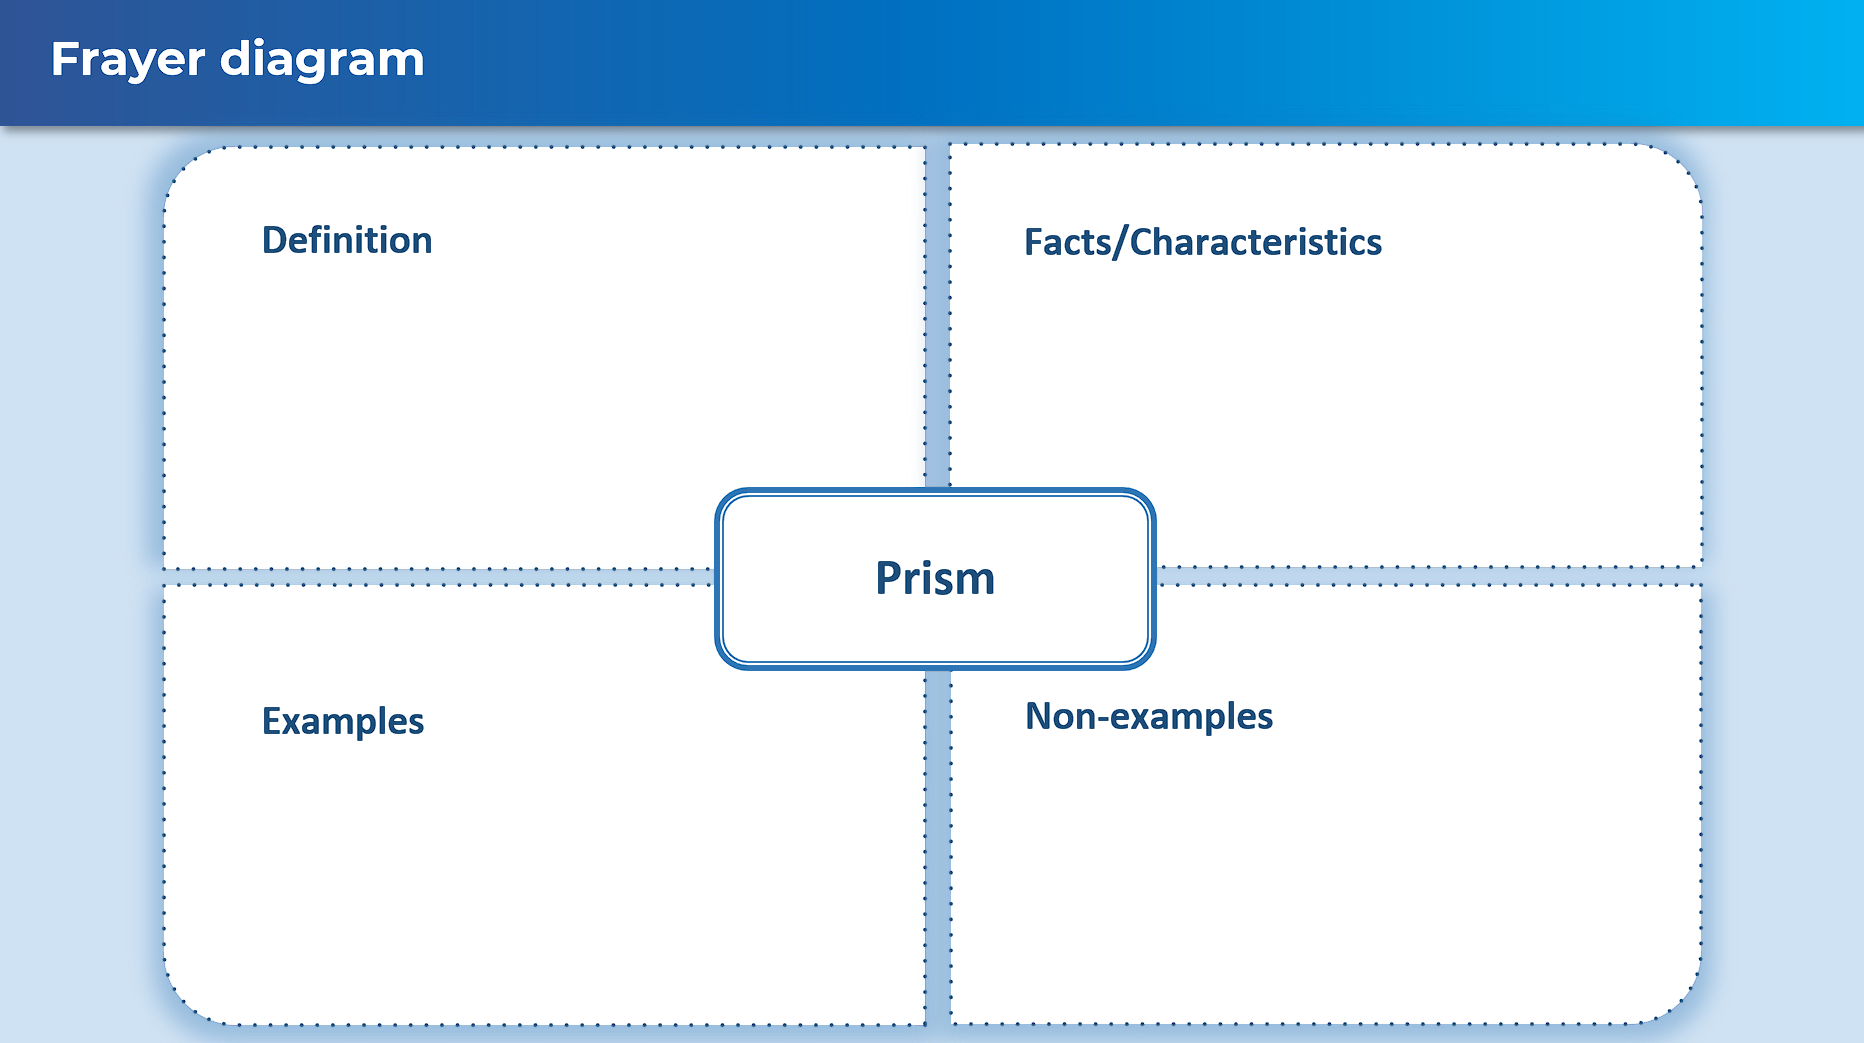 Frayer diagram
Definition
Facts/Characteristics
Prism
Examples
Non-examples